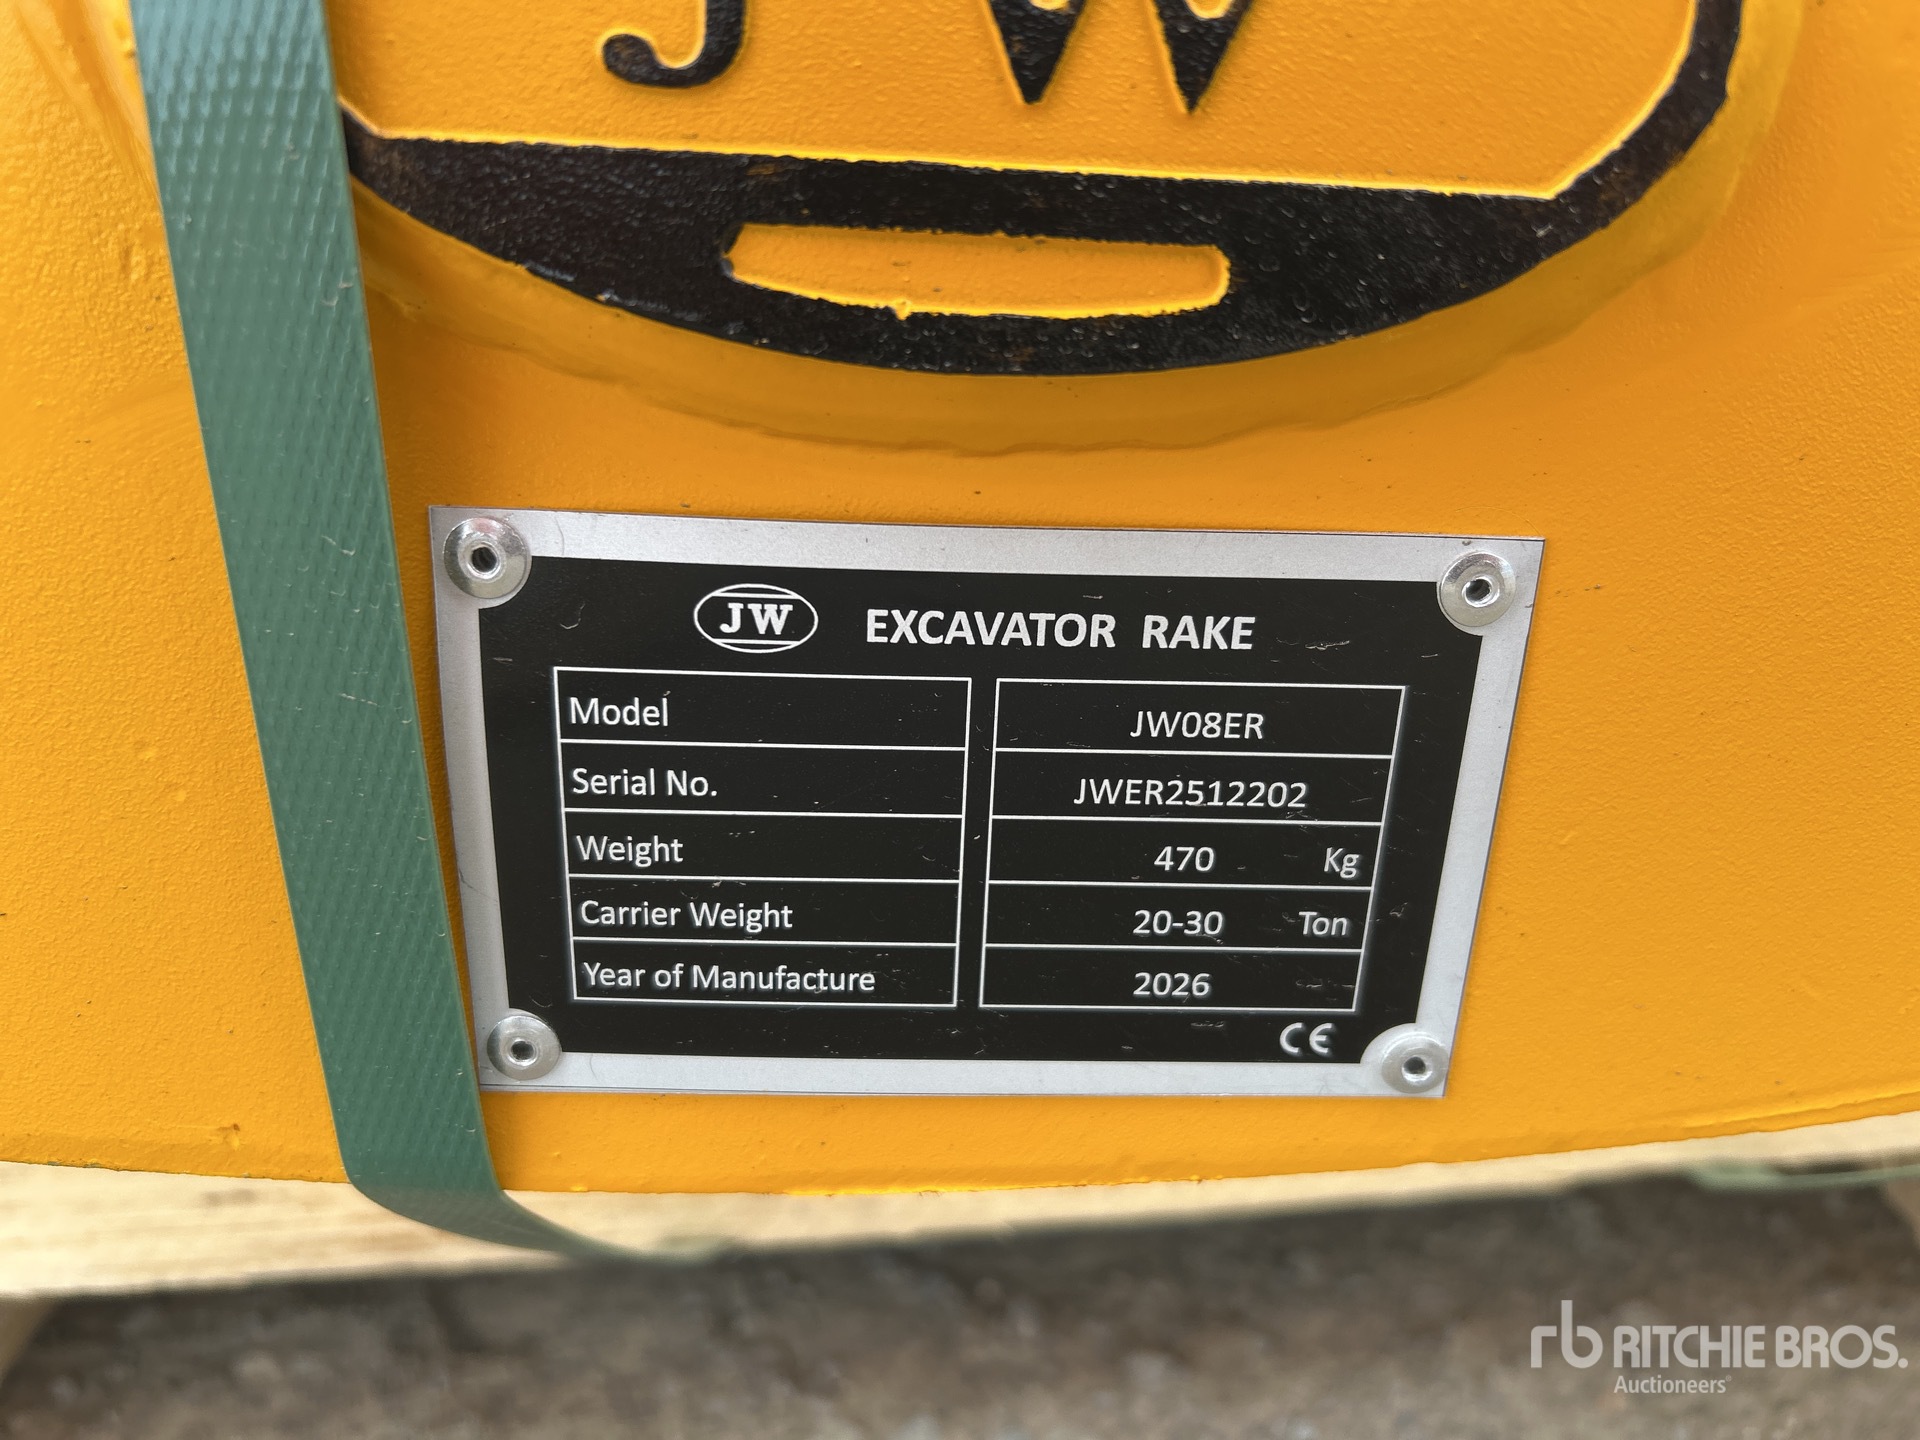 JW
JW EXCAVATOR RAKE
Model JW08ER
Serial No. JWER2512202
Weight 470 Kg
Carrier Weight 20-30 Ton
Year of Manufacture 2026
CE
rb RITCHIE BROS.
Auctioneers